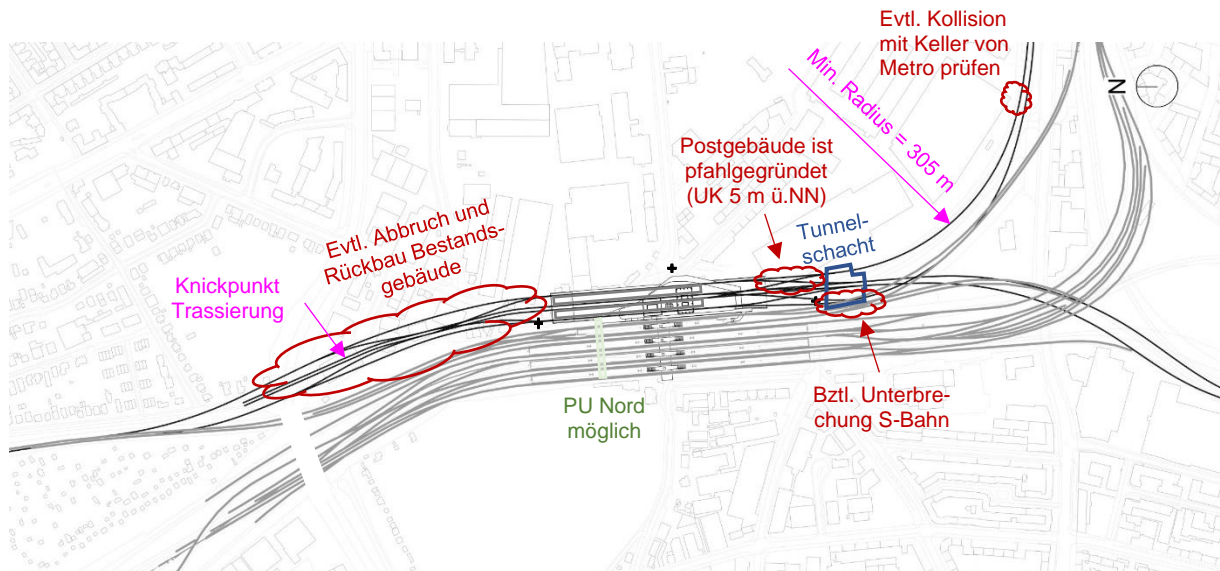 Evtl. Kollision
mit Keller von
Metro prüfen
N
Min. Radius = 305 m
Postgebäude ist
pfahlgegründet
(UK 5 m ü.NN)
Tunnel-
schacht
Evtl. Abbruch und
Rückbau Bestands-
gebäude
Knickpunkt
Trassierung
PU Nord
möglich
Bztl. Unterbre-
chung S-Bahn